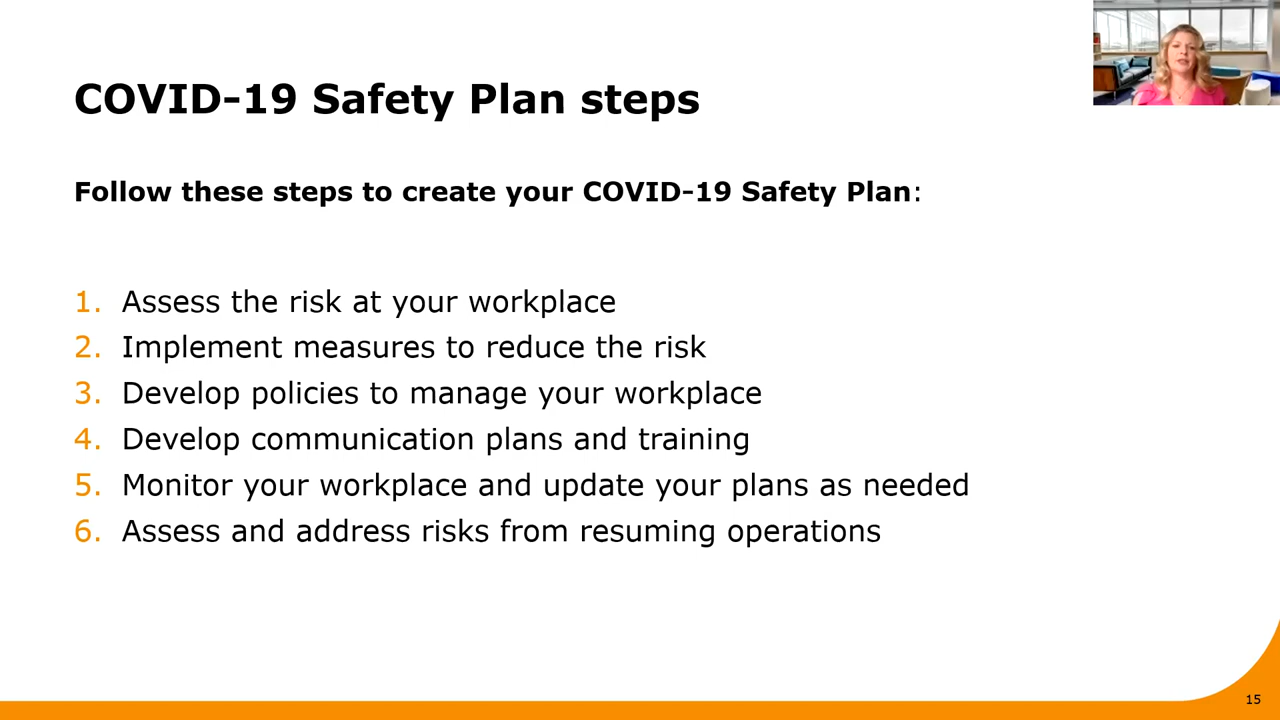 COVID-19 Safety Plan steps
Follow these steps to create your COVID-19 Safety Plan:
1. Assess the risk at your workplace
2. Implement measures to reduce the risk
3. Develop policies to manage your workplace
4. Develop communication plans and training
5. Monitor your workplace and update your plans as needed
6. Assess and address risks from resuming operations
15